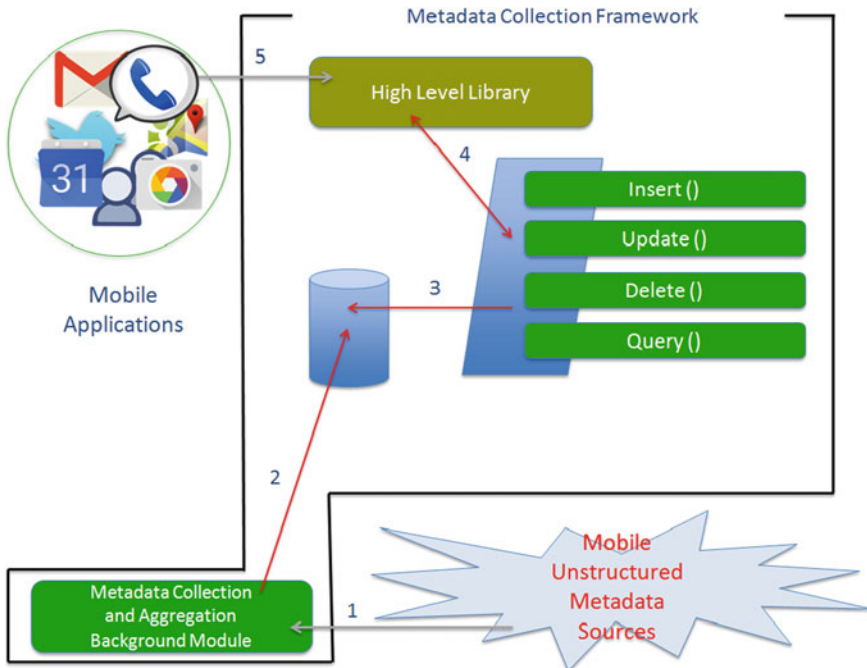 Metadata Collection Framework
5
High Level Library
4
31
Insert ()
Update ()
Mobile
Applications
3
Delete ()
Query ()
2
Mobile
Unstructured
Metadata
Sources
Metadata Collection
and Aggregation
Background Module
1